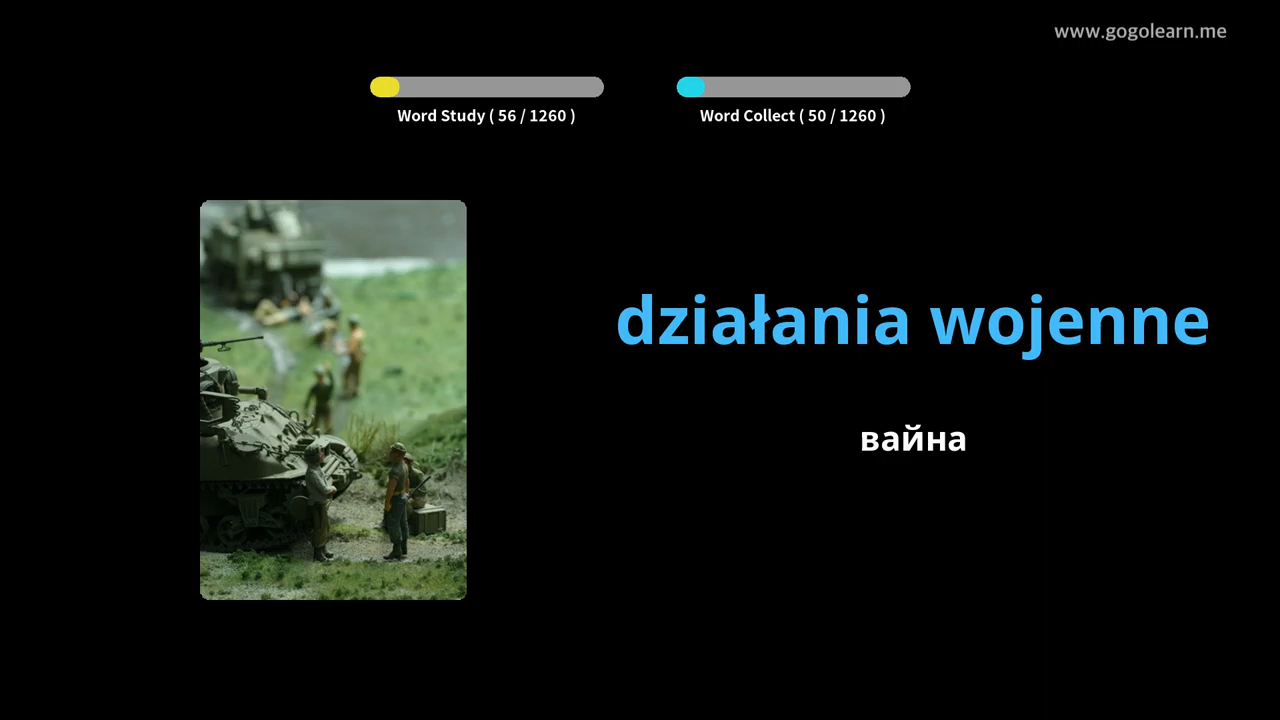 www.gogolearn.me
Word Study ( 56 / 1260 )
Word Collect ( 50 / 1260 )
działania wojenne
вайна